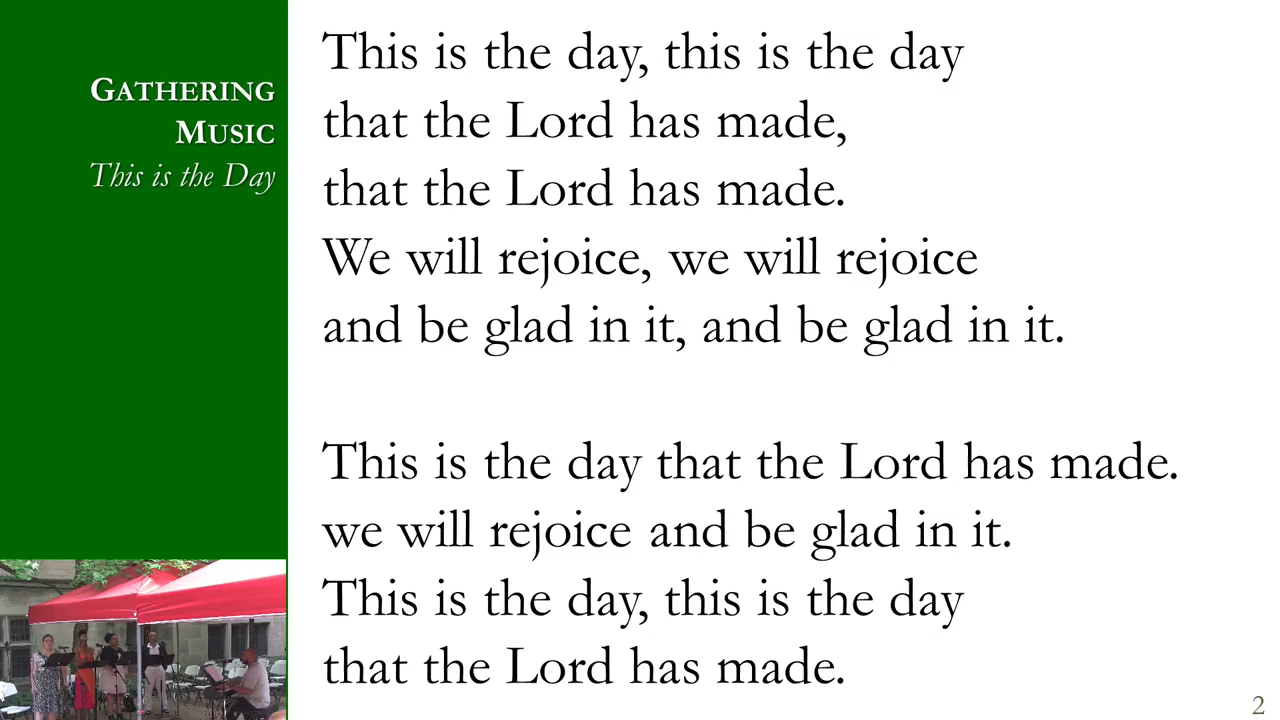 GATHERING
MUSIC
This is the Day
This is the day, this is the day
that the Lord has made,
that the Lord has made.
We will rejoice, we will rejoice
and be glad in it, and be glad in it.
This is the day that the Lord has made.
we will rejoice and be glad in it.
This is the day, this is the day
that the Lord has made.
2